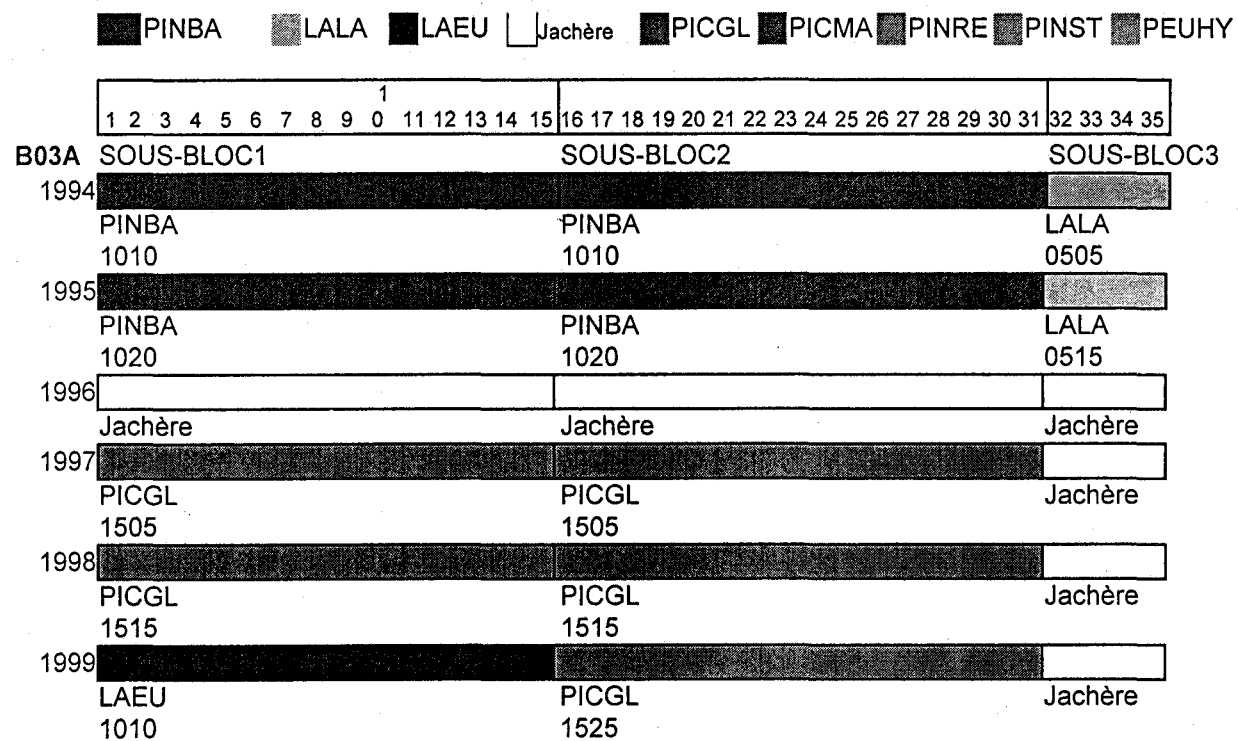 PINBA LALA LAEU Jachère PICGL PICMA PINRE PINST PEUHY
1 2 3 4 5 6 7 8 9 10 11 12 13 14 15 16 17 18 19 20 21 22 23 24 25 26 27 28 29 30 31 32 33 34 35
B03A SOUS-BLOC1 SOUS-BLOC2 SOUS-BLOC3
1994
PINBA PINBA LALA
1010 1010 0505
1995
PINBA PINBA LALA
1020 1020 0515
1996
Jachère Jachère Jachère
1997
PICGL PICGL Jachère
1505 1505
1998
PICGL PICGL Jachère
1515 1515
1999
LAEU PICGL Jachère
1010 1525